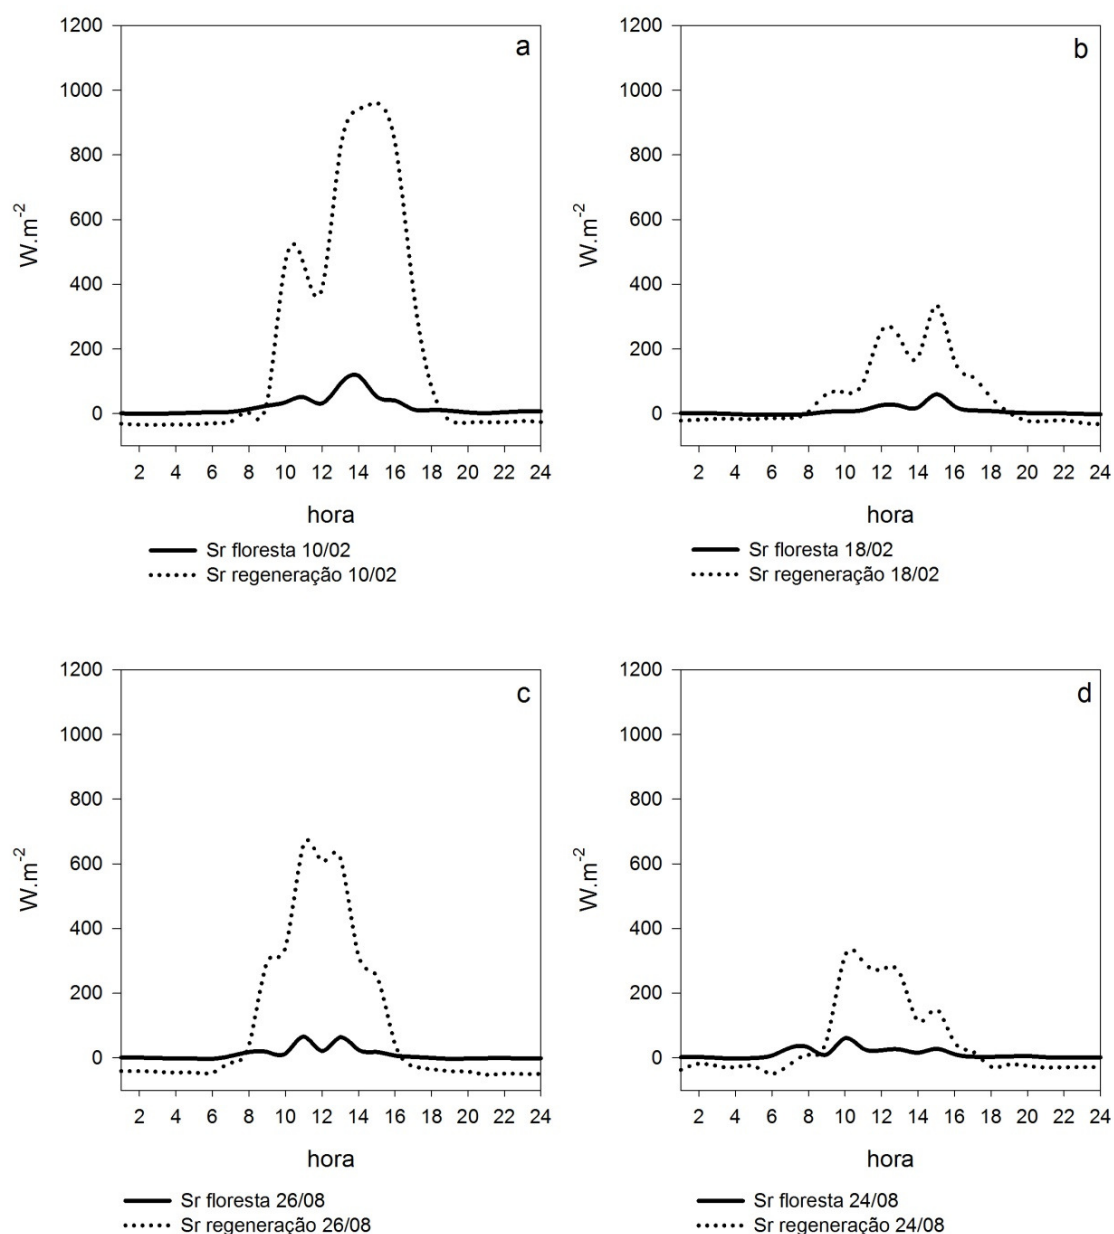 a
1200
1000
800
600
400
200
0
W.m-2
2 4 6 8 10 12 14 16 18 20 22 24
hora
Sr floresta 10/02
Sr regeneração 10/02
b
1200
1000
800
600
400
200
0
W.m-2
2 4 6 8 10 12 14 16 18 20 22 24
hora
Sr floresta 18/02
Sr regeneração 18/02
c
1200
1000
800
600
400
200
0
W.m-2
2 4 6 8 10 12 14 16 18 20 22 24
hora
Sr floresta 26/08
Sr regeneração 26/08
d
1200
1000
800
600
400
200
0
W.m-2
2 4 6 8 10 12 14 16 18 20 22 24
hora
Sr floresta 24/08
Sr regeneração 24/08